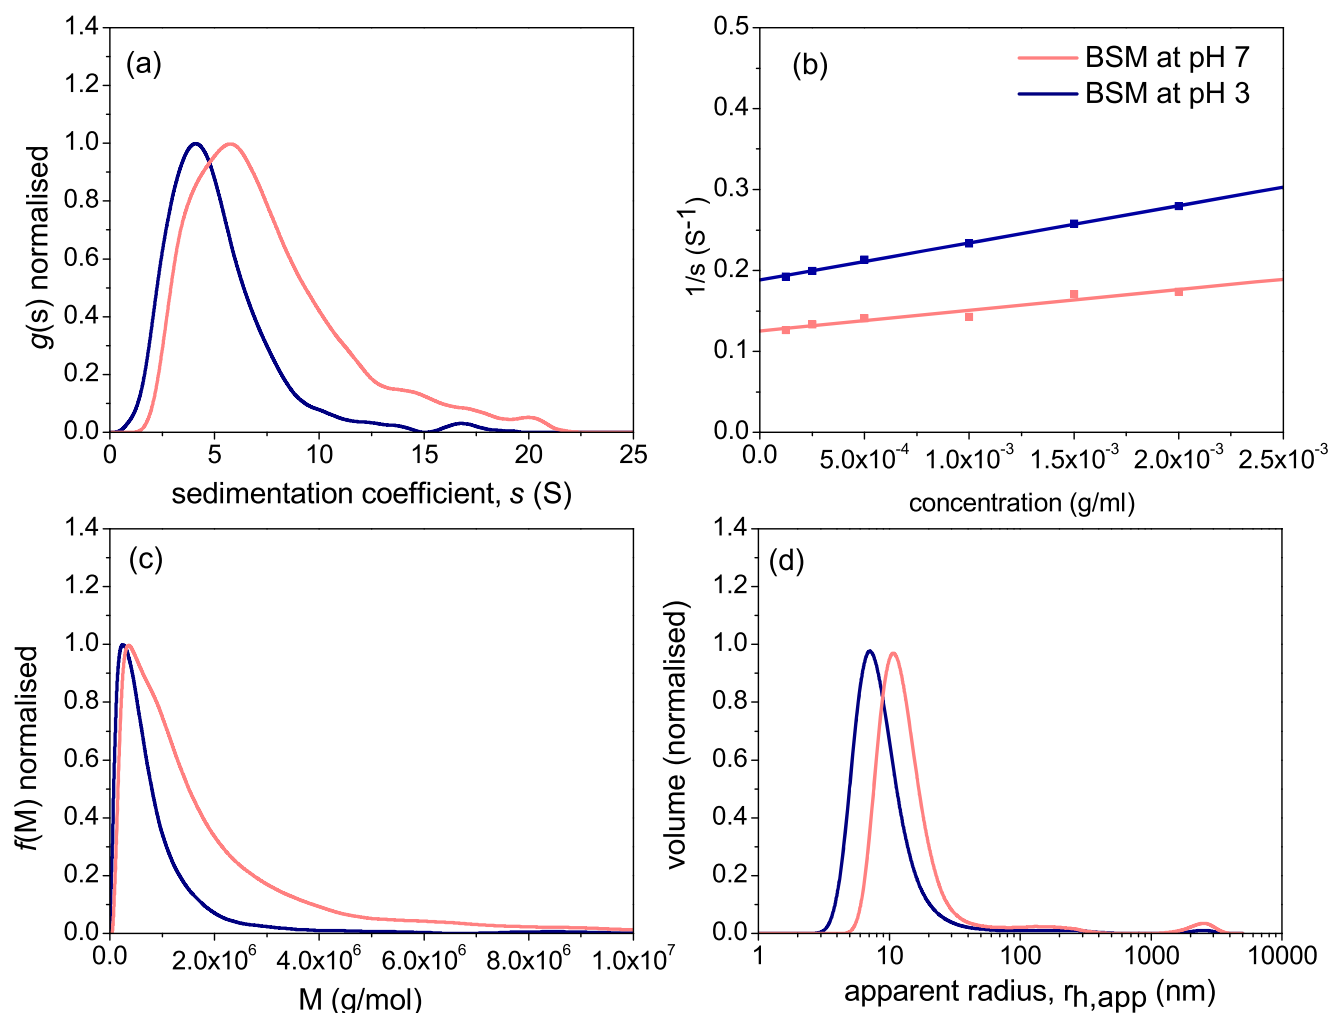 (a)
g(s) normalised
1.4
1.2
1.0
0.8
0.6
0.4
0.2
0.0
0 5 10 15 20 25
sedimentation coefficient, s (S)
(b)
BSM at pH 7
BSM at pH 3
1/s (S⁻¹)
0.5
0.4
0.3
0.2
0.1
0.0
0.0 5.0x10⁻⁴ 1.0x10⁻³ 1.5x10⁻³ 2.0x10⁻³ 2.5x10⁻³
concentration (g/ml)
(c)
f(M) normalised
1.4
1.2
1.0
0.8
0.6
0.4
0.2
0.0
0.0 2.0x10⁶ 4.0x10⁶ 6.0x10⁶ 8.0x10⁶ 1.0x10⁷
M (g/mol)
(d)
volume (normalised)
1.4
1.2
1.0
0.8
0.6
0.4
0.2
0.0
1 10 100 1000 10000
apparent radius, rh,app (nm)